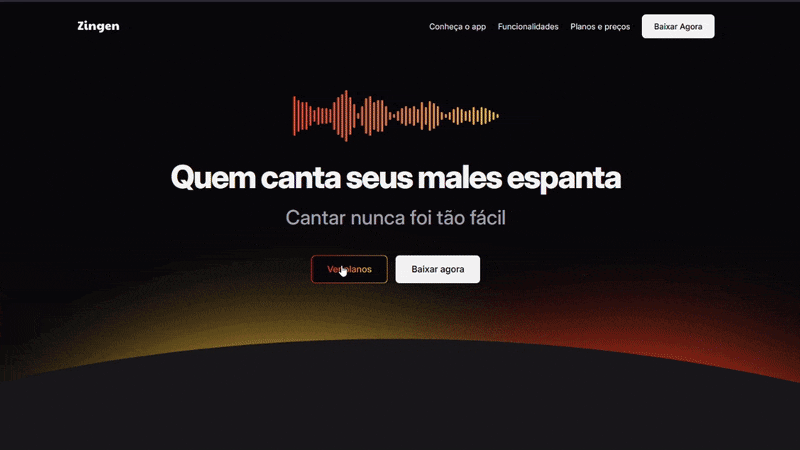 Zingen
Conheça o app
Funcionalidades
Planos e preços
Baixar Agora
Quem canta seus males espanta
Cantar nunca foi tão fácil
Ver planos
Baixar agora